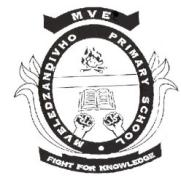 MVE
MVELEDZANDIVHO PRIMARY SCHOOL
FIGHT FOR KNOWLEDGE